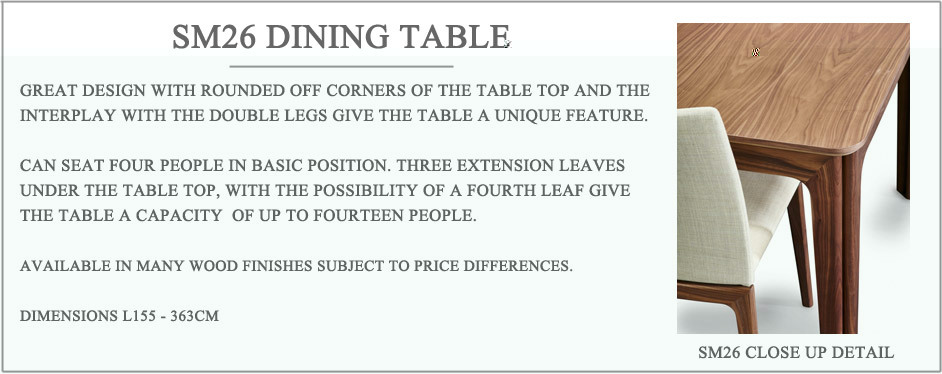 SM26 DINING TABLE
GREAT DESIGN WITH ROUNDED OFF CORNERS OF THE TABLE TOP AND THE
INTERPLAY WITH THE DOUBLE LEGS GIVE THE TABLE A UNIQUE FEATURE.
CAN SEAT FOUR PEOPLE IN BASIC POSITION. THREE EXTENSION LEAVES
UNDER THE TABLE TOP, WITH THE POSSIBILITY OF A FOURTH LEAF GIVE
THE TABLE A CAPACITY  OF UP TO FOURTEEN PEOPLE.
AVAILABLE IN MANY WOOD FINISHES SUBJECT TO PRICE DIFFERENCES.
DIMENSIONS L155 - 363CM
SM26 CLOSE UP DETAIL